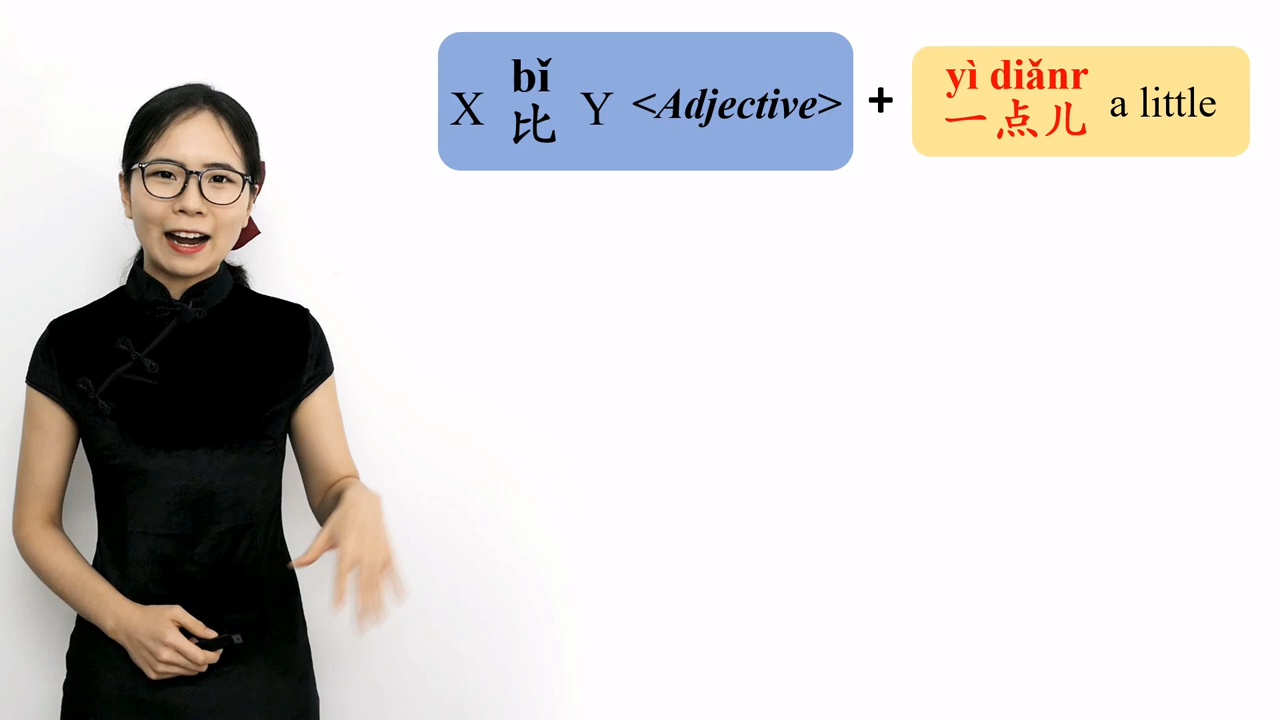 X bǐ 比 Y <Adjective> + yì diǎnr 一点儿 a little